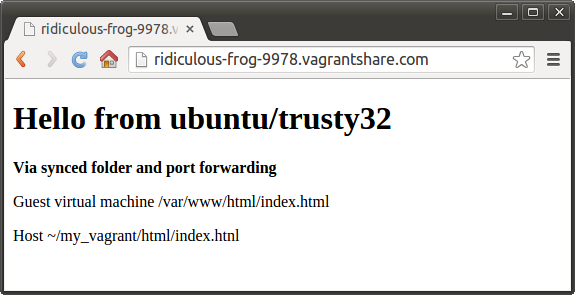 ridiculous-frog-9978.v
ridiculous-frog-9978.vagrantshare.com
Hello from ubuntu/trusty32
Via synced folder and port forwarding
Guest virtual machine /var/www/html/index.html
Host ~/my_vagrant/html/index.htnl